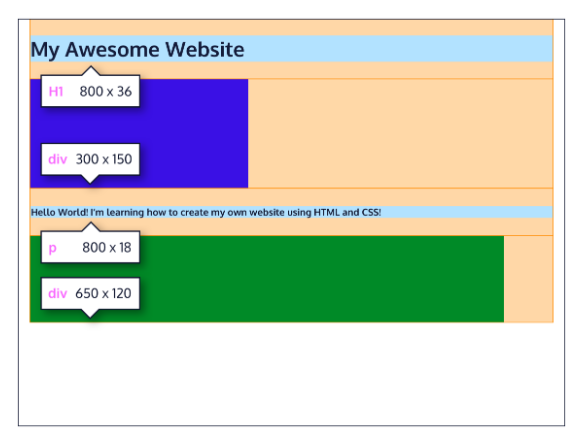 My Awesome Website
H1 800 x 36
div 300 x 150
Hello World! I'm learning how to create my own website using HTML and CSS!
p 800 x 18
div 650 x 120